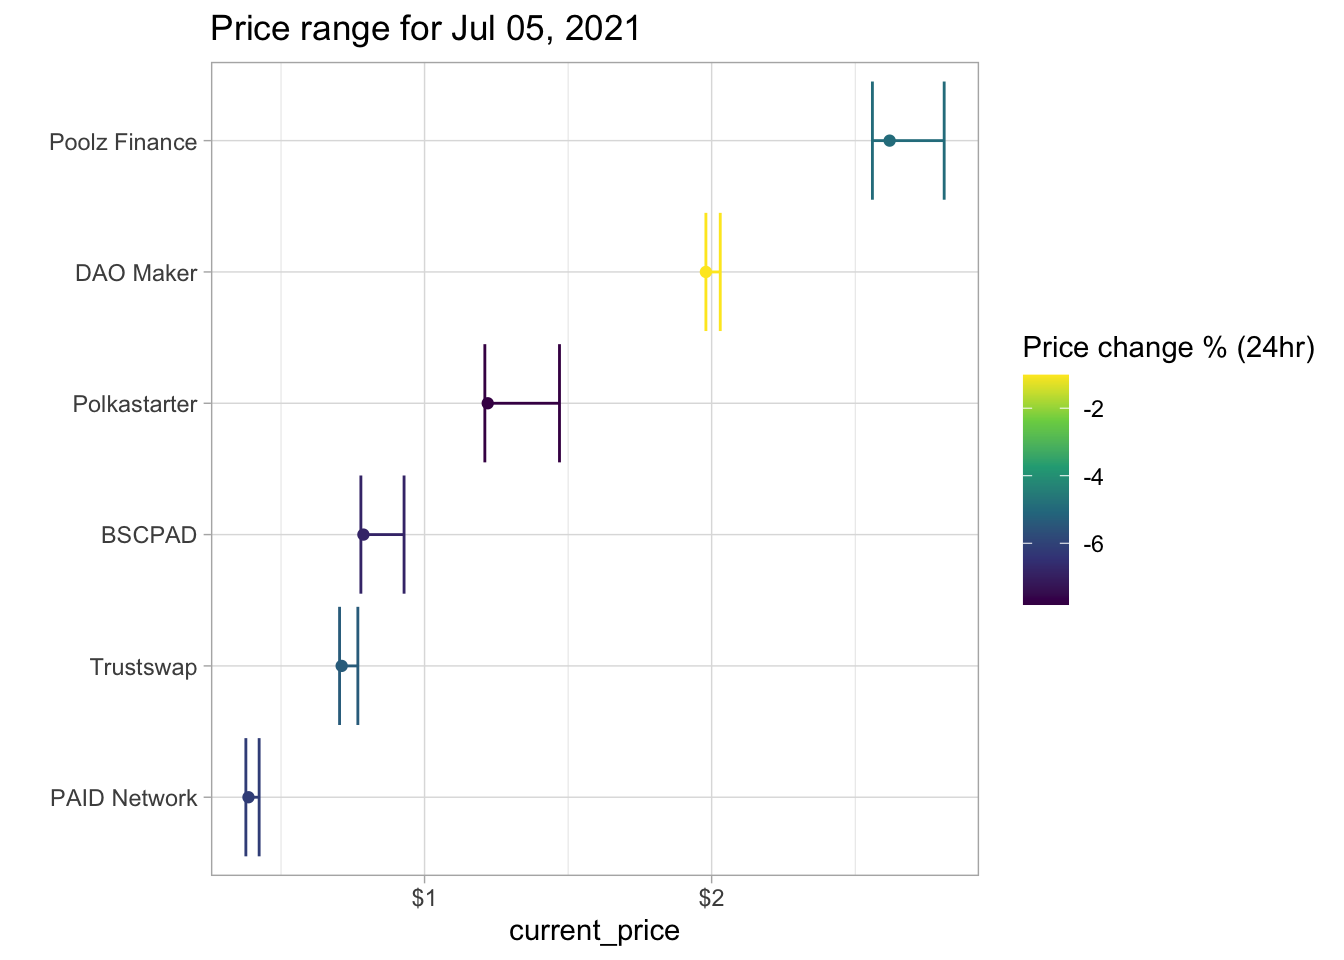 Price range for Jul 05, 2021
Poolz Finance
DAO Maker
Polkastarter
BSCPAD
Trustswap
PAID Network
$1
$2
current_price
Price change % (24hr)
-2
-4
-6